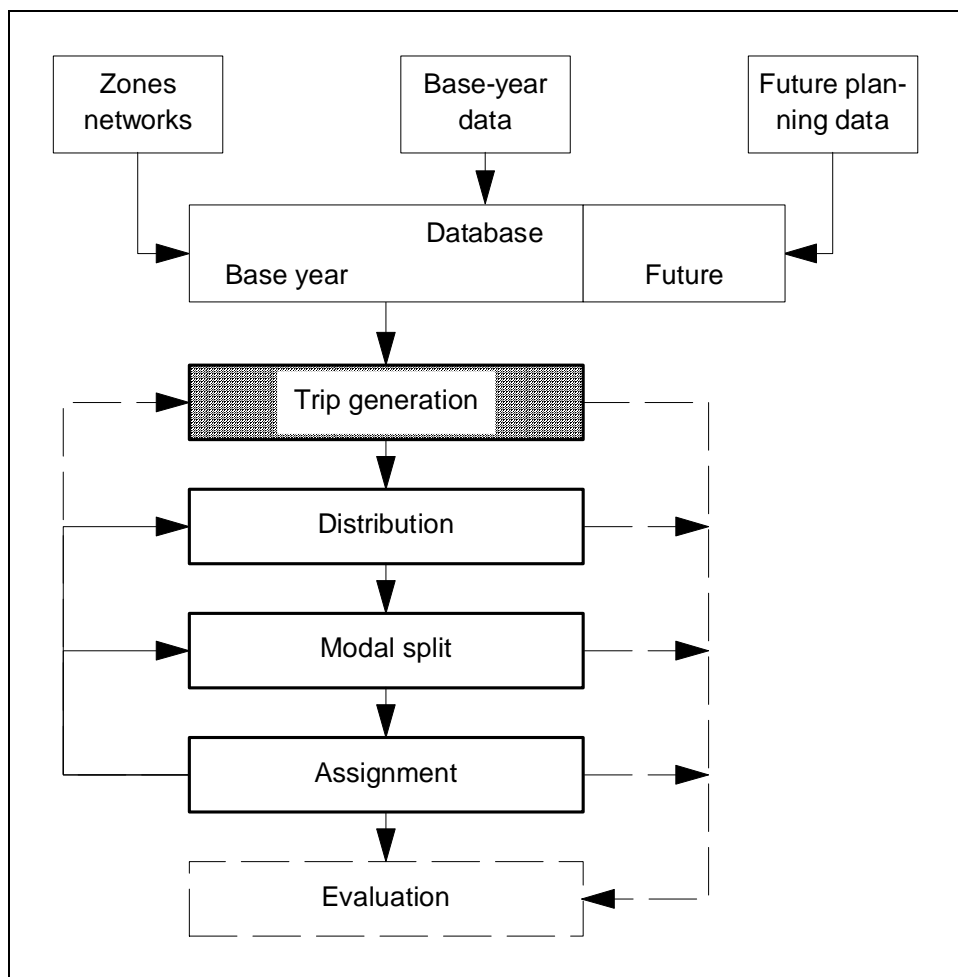 Zones
networks
Base-year
data
Future plan-
ning data
Database
Base year
Future
Trip generation
Distribution
Modal split
Assignment
Evaluation